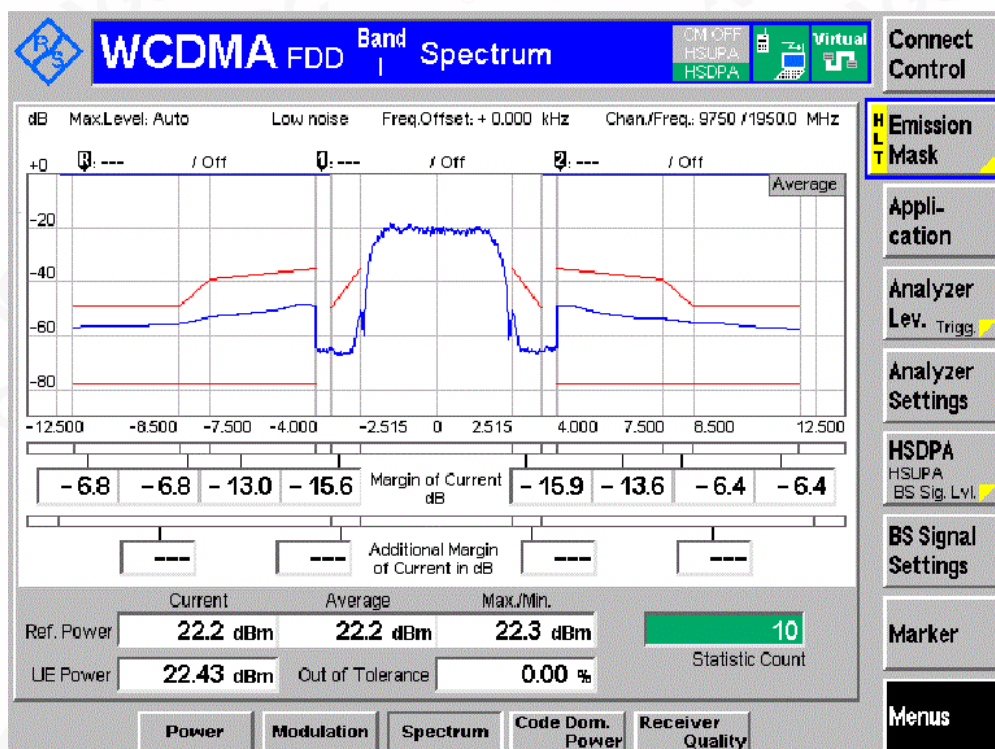 R S WCDMA FDD Band I Spectrum
CM OFF
HSUPA
HSDPA
Virtual
Connect
Control
dB Max.Level: Auto Low noise Freq.Offset: + 0.000 kHz Chan./Freq.: 9750 / 1950.0 MHz
R: --- / Off 1: --- / Off 2: --- / Off
Average
+0
-20
-40
-60
-80
-12.500 -8.500 -7.500 -4.000 -2.515 0 2.515 4.000 7.500 8.500 12.500
- 6.8 - 6.8 - 13.0 - 15.6 Margin of Current dB - 15.9 - 13.6 - 6.4 - 6.4
--- --- Additional Margin of Current in dB --- ---
Current Average Max./Min.
Ref. Power 22.2 dBm 22.2 dBm 22.3 dBm
10
Statistic Count
UE Power 22.43 dBm Out of Tolerance 0.00 %
Power Modulation Spectrum Code Dom. Power Receiver Quality
HLT
Emission
Mask
Appli-
cation
Analyzer
Lev. Trigg.
Analyzer
Settings
HSDPA
HSUPA
BS Sig. Lvl.
BS Signal
Settings
Marker
Menus